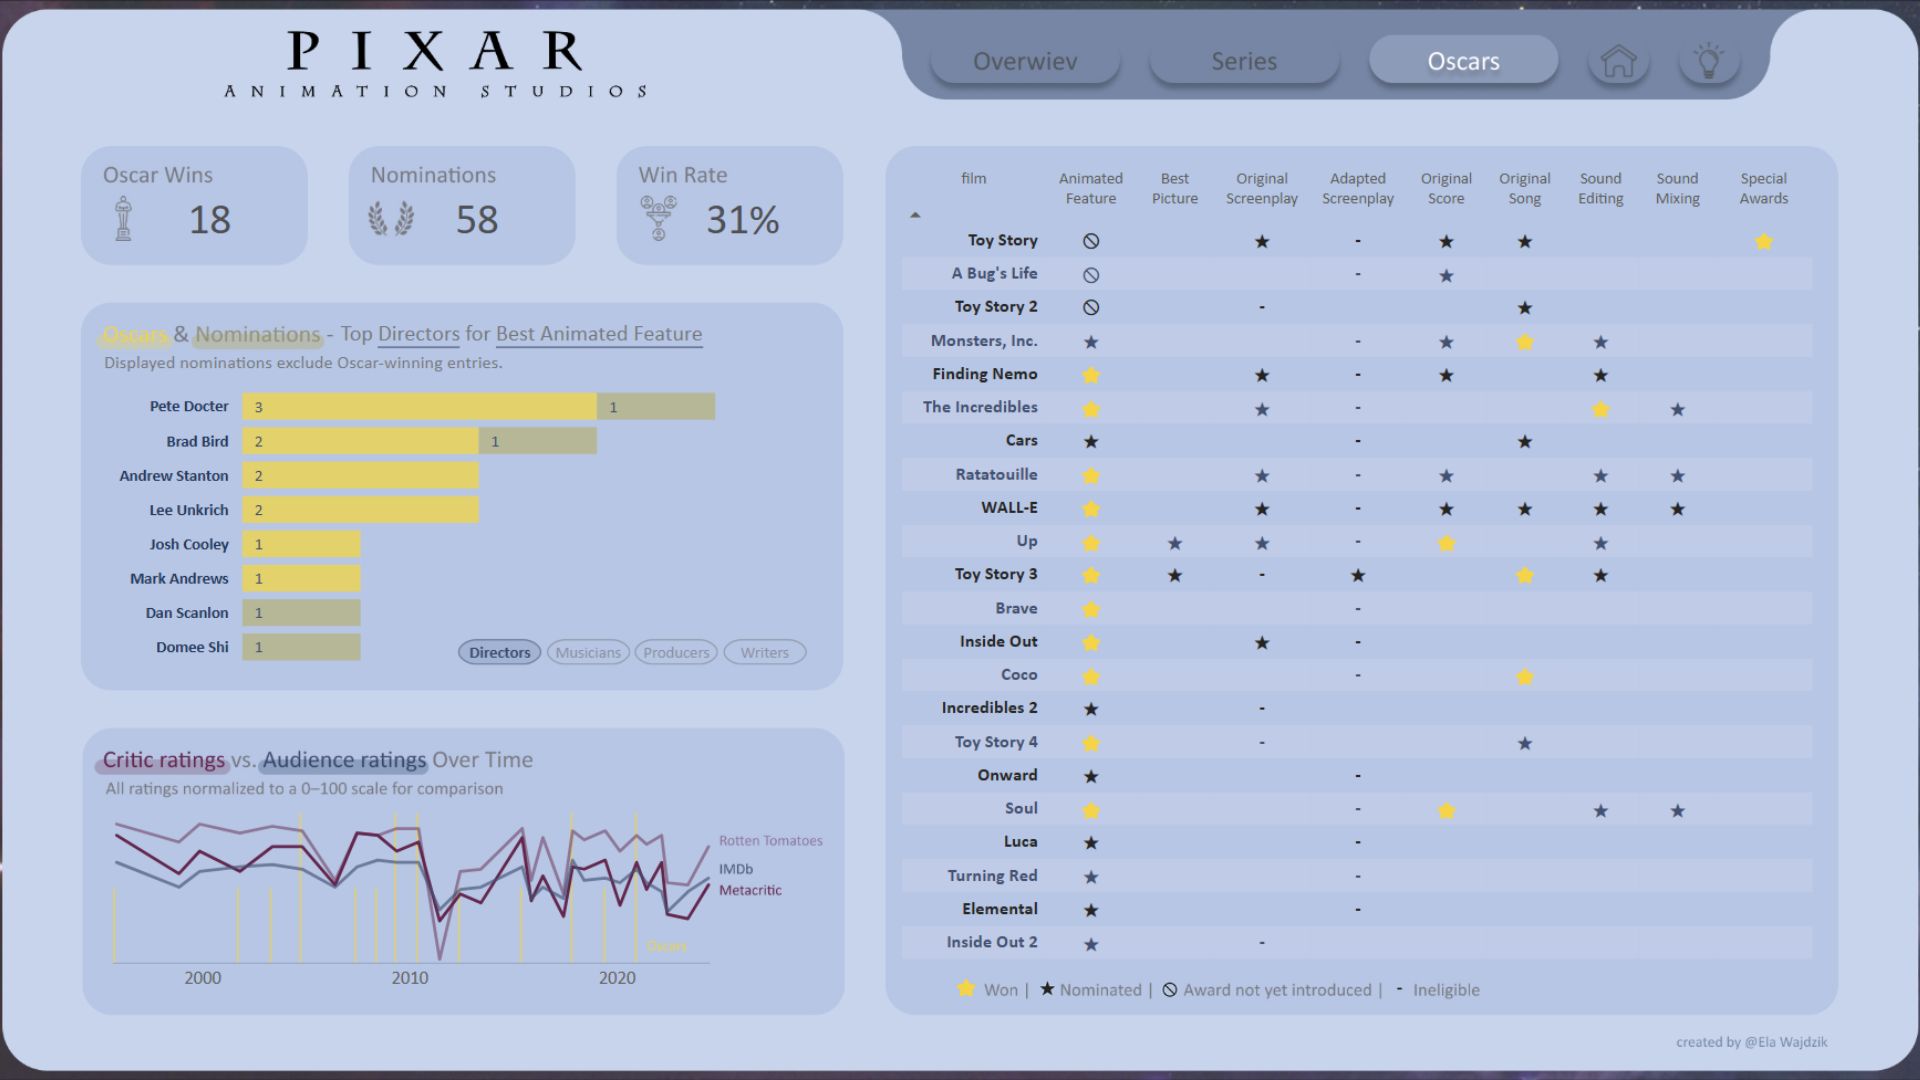 PIXAR
ANIMATION STUDIOS
Overwiev
Series
Oscars
Oscar Wins
18
Nominations
58
Win Rate
31%
Oscars & Nominations - Top Directors for Best Animated Feature
Displayed nominations exclude Oscar-winning entries.
Pete Docter 3 1
Brad Bird 2 1
Andrew Stanton 2
Lee Unkrich 2
Josh Cooley 1
Mark Andrews 1
Dan Scanlon 1
Domee Shi 1
Directors Musicians Producers Writers
Critic ratings vs. Audience ratings Over Time
All ratings normalized to a 0–100 scale for comparison
Rotten Tomatoes
IMDb
Metacritic
Oscars
2000 2010 2020
film
Animated Feature
Best Picture
Original Screenplay
Adapted Screenplay
Original Score
Original Song
Sound Editing
Sound Mixing
Special Awards
Toy Story ★ - ★ ★
A Bug's Life - ★
Toy Story 2 - ★
Monsters, Inc. ★ - ★ ★
Finding Nemo ★ - ★ ★
The Incredibles ★ - ★
Cars ★ - ★
Ratatouille ★ - ★ ★ ★
WALL-E ★ - ★ ★ ★ ★
Up ★ ★ - ★
Toy Story 3 ★ - ★ ★
Brave -
Inside Out ★ -
Coco -
Incredibles 2 ★ -
Toy Story 4 - ★
Onward ★ -
Soul - ★ ★
Luca ★ -
Turning Red ★ -
Elemental ★ -
Inside Out 2 ★ -
Won | ★ Nominated | Award not yet introduced | - Ineligible
created by @Ela Wajdzik